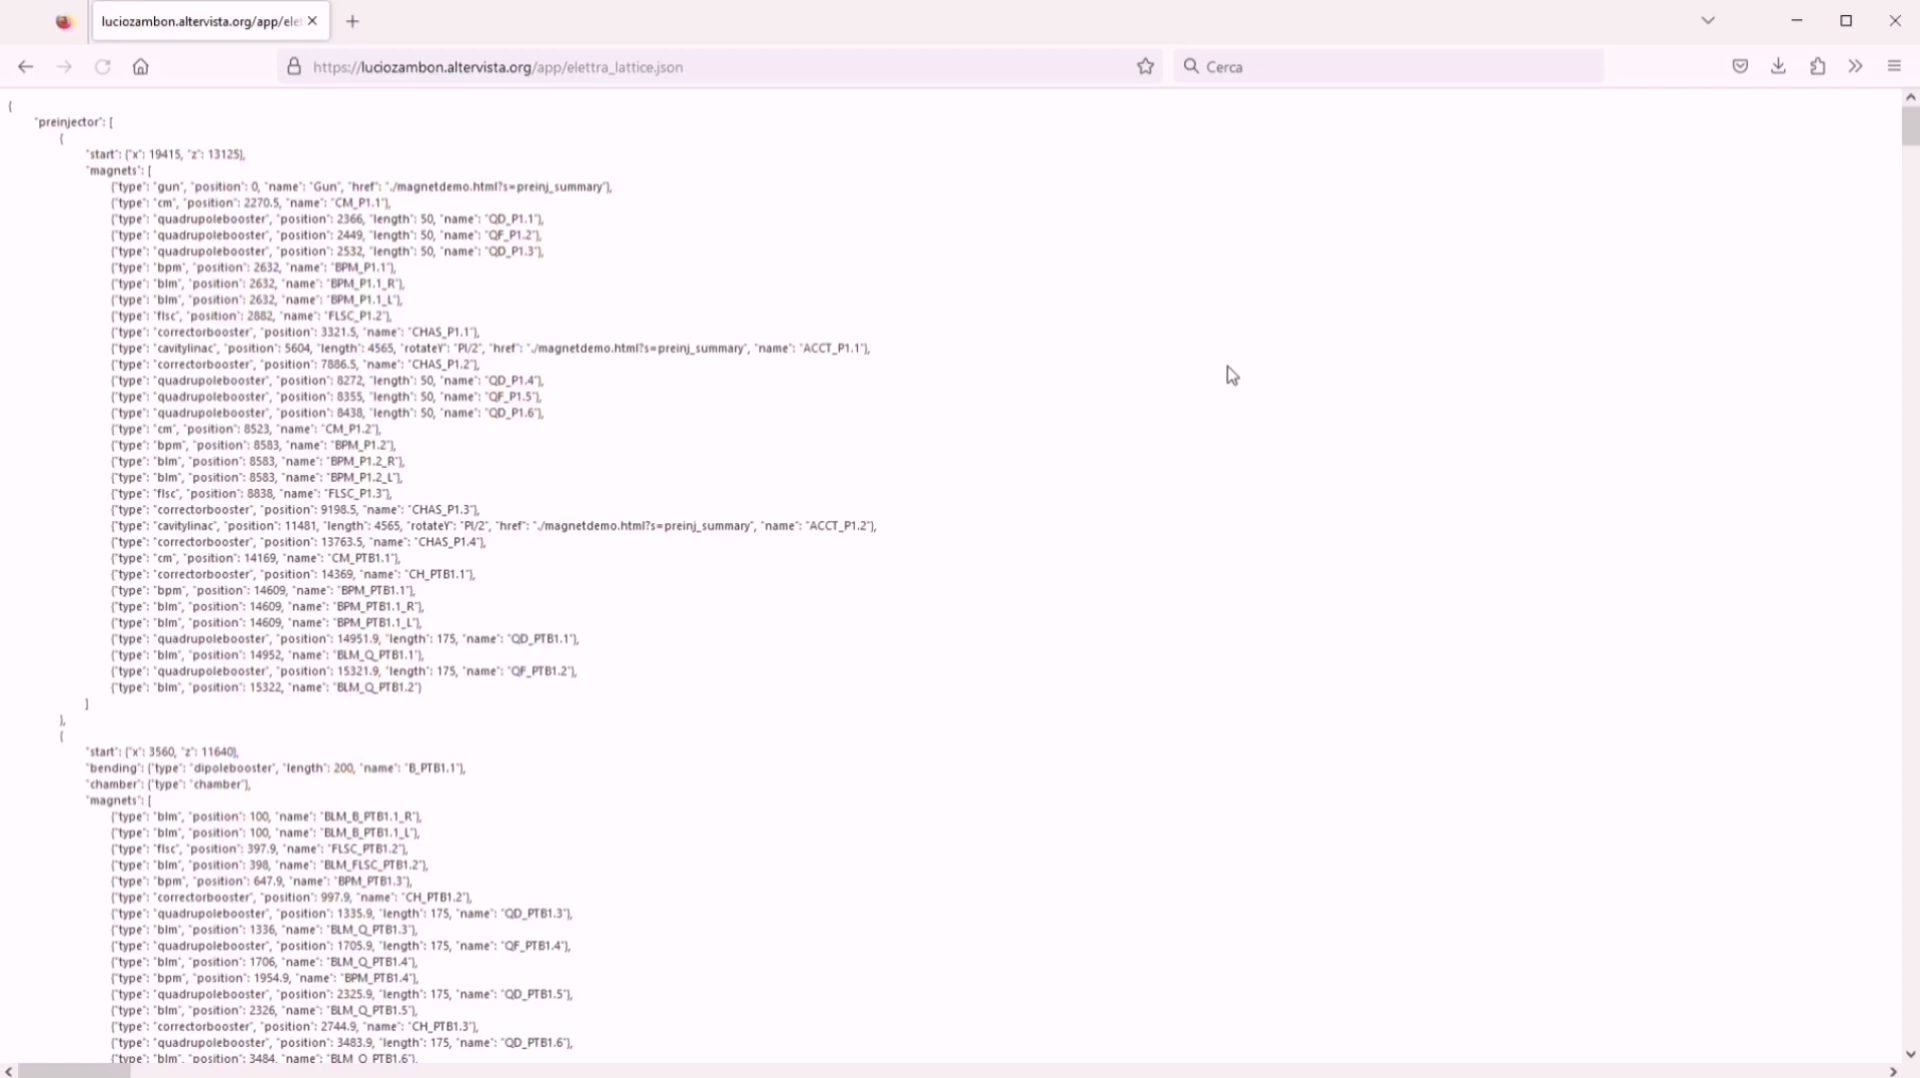 luciozambon.altervista.org/app/ele
https://luciozambon.altervista.org/app/elettra_lattice.json
Cerca
{
"preinjector": [
{
"start": {"x": 19415, "z": 13125},
"magnets": [
{"type": "gun", "position": 0, "name": "Gun", "href": "./magnetdemo.html?s=preinj_summary"},
{"type": "cm", "position": 2270.5, "name": "CM_P1.1"},
{"type": "quadrupolebooster", "position": 2366, "length": 50, "name": "QD_P1.1"},
{"type": "quadrupolebooster", "position": 2449, "length": 50, "name": "QF_P1.2"},
{"type": "quadrupolebooster", "position": 2532, "length": 50, "name": "QD_P1.3"},
{"type": "bpm", "position": 2632, "name": "BPM_P1.1"},
{"type": "blm", "position": 2632, "name": "BPM_P1.1_R"},
{"type": "blm", "position": 2632, "name": "BPM_P1.1_L"},
{"type": "flsc", "position": 2882, "name": "FLSC_P1.2"},
{"type": "correctorbooster", "position": 3321.5, "name": "CHAS_P1.1"},
{"type": "cavitylinac", "position": 5604, "length": 4565, "rotateY": "PI/2", "href": "./magnetdemo.html?s=preinj_summary", "name": "ACCT_P1.1"},
{"type": "correctorbooster", "position": 7886.5, "name": "CHAS_P1.2"},
{"type": "quadrupolebooster", "position": 8272, "length": 50, "name": "QD_P1.4"},
{"type": "quadrupolebooster", "position": 8355, "length": 50, "name": "QF_P1.5"},
{"type": "quadrupolebooster", "position": 8438, "length": 50, "name": "QD_P1.6"},
{"type": "cm", "position": 8523, "name": "CM_P1.2"},
{"type": "bpm", "position": 8583, "name": "BPM_P1.2"},
{"type": "blm", "position": 8583, "name": "BPM_P1.2_R"},
{"type": "blm", "position": 8583, "name": "BPM_P1.2_L"},
{"type": "flsc", "position": 8838, "name": "FLSC_P1.3"},
{"type": "correctorbooster", "position": 9198.5, "name": "CHAS_P1.3"},
{"type": "cavitylinac", "position": 11481, "length": 4565, "rotateY": "PI/2", "href": "./magnetdemo.html?s=preinj_summary", "name": "ACCT_P1.2"},
{"type": "correctorbooster", "position": 13763.5, "name": "CHAS_P1.4"},
{"type": "cm", "position": 14169, "name": "CM_PTB1.1"},
{"type": "correctorbooster", "position": 14369, "name": "CH_PTB1.1"},
{"type": "bpm", "position": 14609, "name": "BPM_PTB1.1"},
{"type": "blm", "position": 14609, "name": "BPM_PTB1.1_R"},
{"type": "blm", "position": 14609, "name": "BPM_PTB1.1_L"},
{"type": "quadrupolebooster", "position": 14951.9, "length": 175, "name": "QD_PTB1.1"},
{"type": "blm", "position": 14952, "name": "BLM_Q_PTB1.1"},
{"type": "quadrupolebooster", "position": 15321.9, "length": 175, "name": "QF_PTB1.2"},
{"type": "blm", "position": 15322, "name": "BLM_Q_PTB1.2"}
]
},
{
"start": {"x": 3560, "z": 11640},
"bending": {"type": "dipolebooster", "length": 200, "name": "B_PTB1.1"},
"chamber": {"type": "chamber"},
"magnets": [
{"type": "blm", "position": 100, "name": "BLM_B_PTB1.1_R"},
{"type": "blm", "position": 100, "name": "BLM_B_PTB1.1_L"},
{"type": "flsc", "position": 397.9, "name": "FLSC_PTB1.2"},
{"type": "blm", "position": 398, "name": "BLM_FLSC_PTB1.2"},
{"type": "bpm", "position": 647.9, "name": "BPM_PTB1.3"},
{"type": "correctorbooster", "position": 997.9, "name": "CH_PTB1.2"},
{"type": "quadrupolebooster", "position": 1335.9, "length": 175, "name": "QD_PTB1.3"},
{"type": "blm", "position": 1336, "name": "BLM_Q_PTB1.3"},
{"type": "quadrupolebooster", "position": 1705.9, "length": 175, "name": "QF_PTB1.4"},
{"type": "blm", "position": 1706, "name": "BLM_Q_PTB1.4"},
{"type": "bpm", "position": 1954.9, "name": "BPM_PTB1.4"},
{"type": "quadrupolebooster", "position": 2325.9, "length": 175, "name": "QD_PTB1.5"},
{"type": "blm", "position": 2326, "name": "BLM_Q_PTB1.5"},
{"type": "correctorbooster", "position": 2744.9, "name": "CH_PTB1.3"},
{"type": "quadrupolebooster", "position": 3483.9, "length": 175, "name": "QD_PTB1.6"},
{"type": "blm", "position": 3484, "name": "BLM_Q_PTB1.6"},